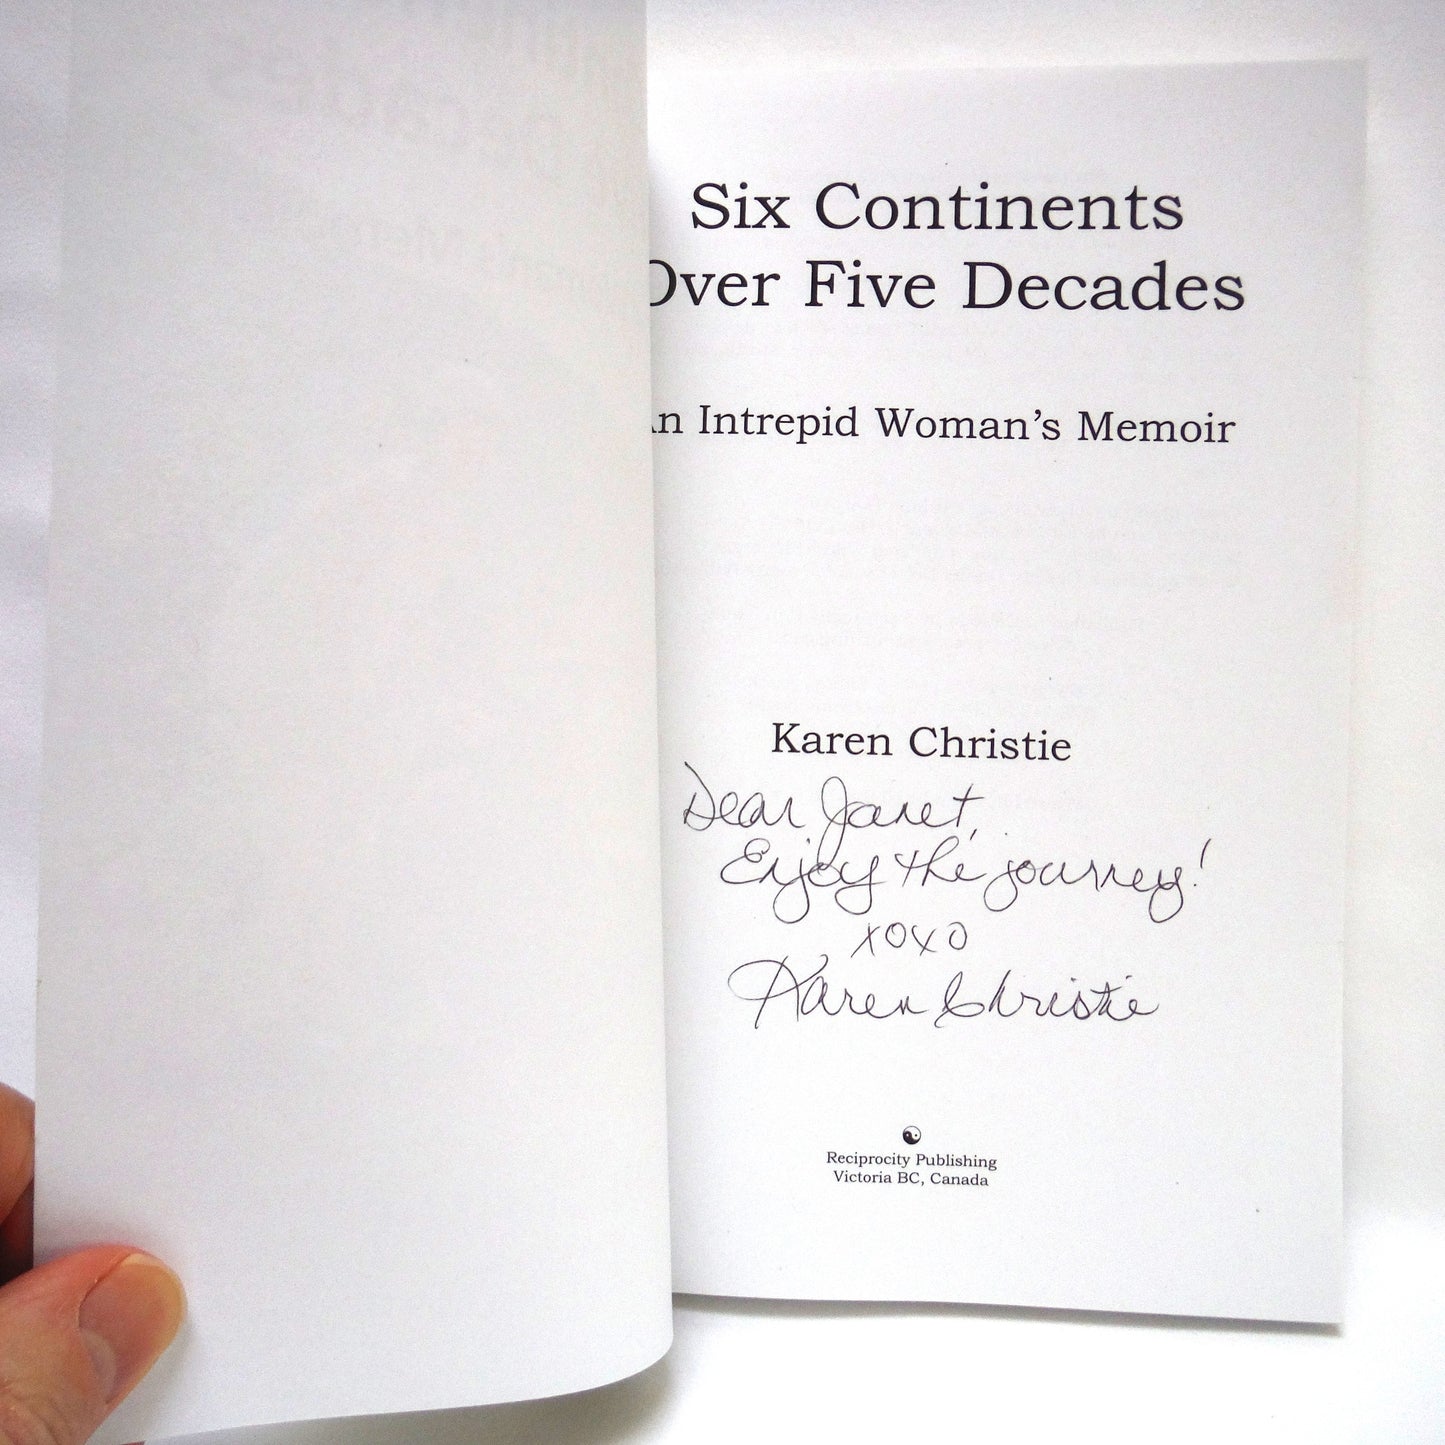 Six Continents
Over Five Decades
An Intrepid Woman's Memoir
Karen Christie
Dear Janet,
Enjoy the journey!
xoxo
Karen Christie
Reciprocity Publishing
Victoria BC, Canada